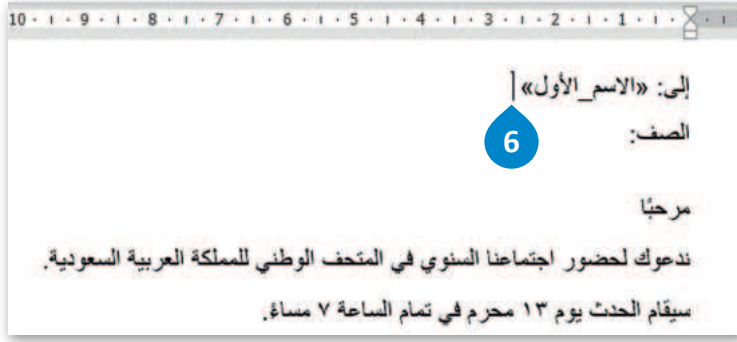 10 · ı · 9 · ı · 8 · ı · 7 · ı · 6 · ı · 5 · ı · 4 · ı · 3 · ı · 2 · ı · 1 · ı ·
إلى: «الاسم_الأول»
6
الصف:
مرحبًا
ندعوك لحضور اجتماعنا السنوي في المتحف الوطني للمملكة العربية السعودية.
سيقام الحدث يوم ١٣ محرم في تمام الساعة ٧ مساءً.